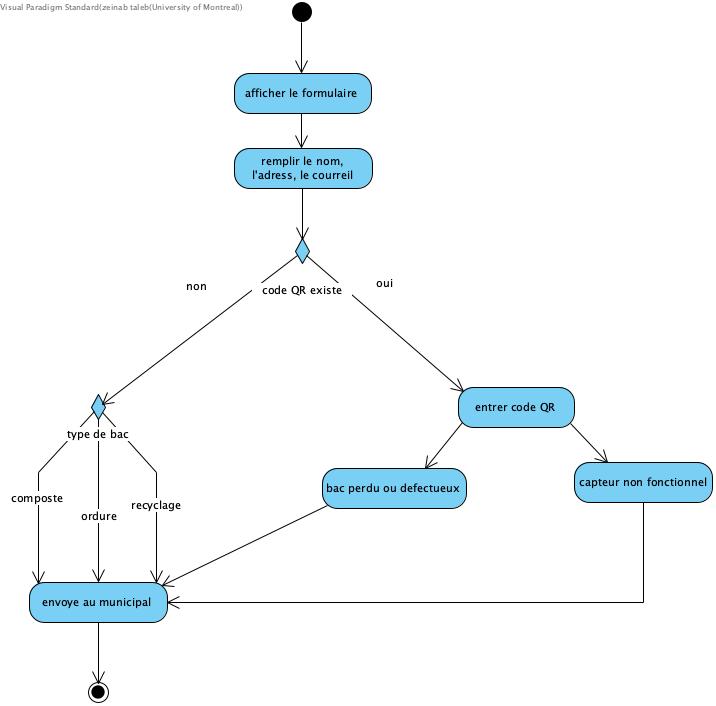 Visual Paradigm Standard(zeinab taleb(University of Montreal))
afficher le formulaire
remplir le nom,
l'adress, le courreil
non
code QR existe
oui
entrer code QR
type de bac
bac perdu ou defectueux
capteur non fonctionnel
composte
ordure
recyclage
envoye au municipal